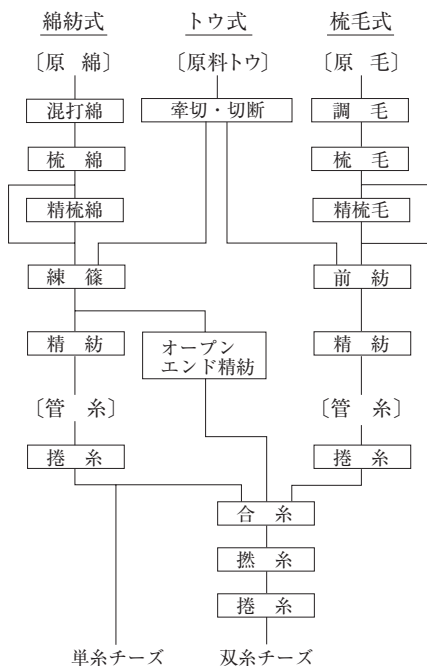 綿紡式 トウ式 梳毛式
〔原 綿〕 〔原料トウ〕 〔原 毛〕
混打綿 牽切・切断 調 毛
梳 綿 梳 毛
精梳綿 精梳毛
練 篠 前 紡
精 紡 オープン
エンド精紡 精 紡
〔管 糸〕 〔管 糸〕
捲 糸 捲 糸
合 糸
撚 糸
捲 糸
単糸チーズ 双糸チーズ